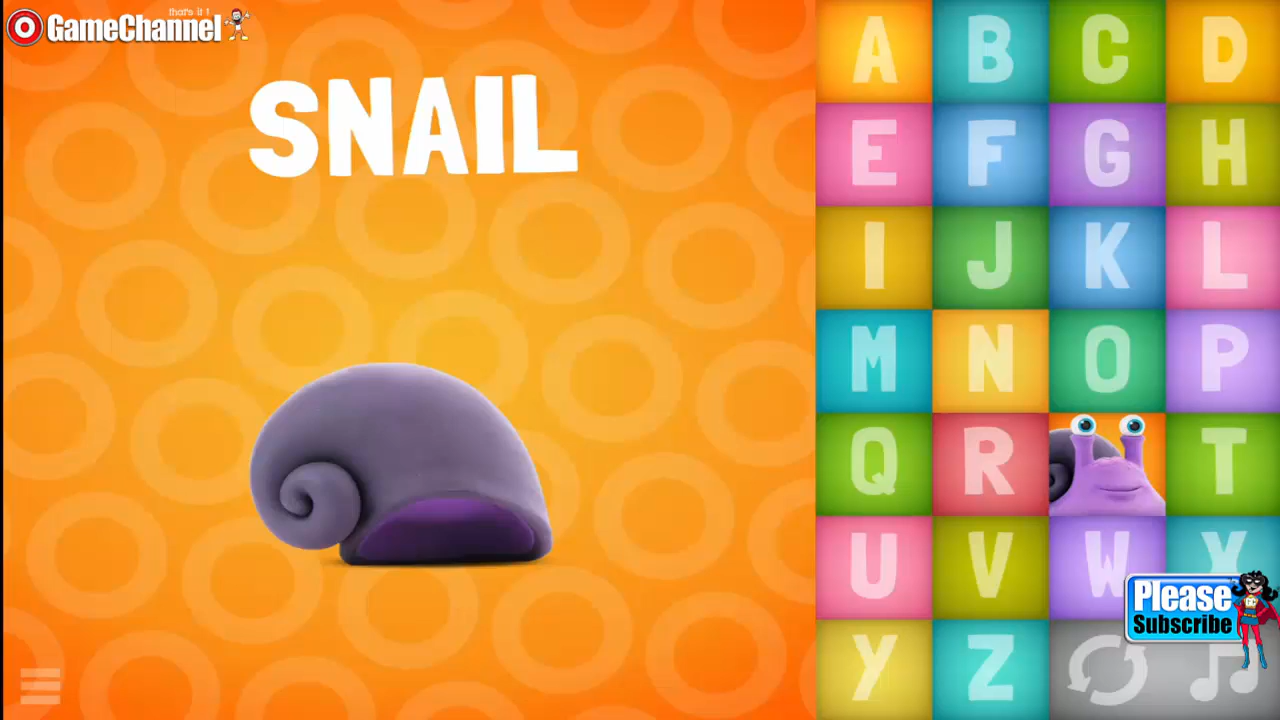 that's it !
GameChannel
SNAIL
A B C D
E F G H
I J K L
M N O P
Q R T
U V W X
Please
Subscribe
Y Z